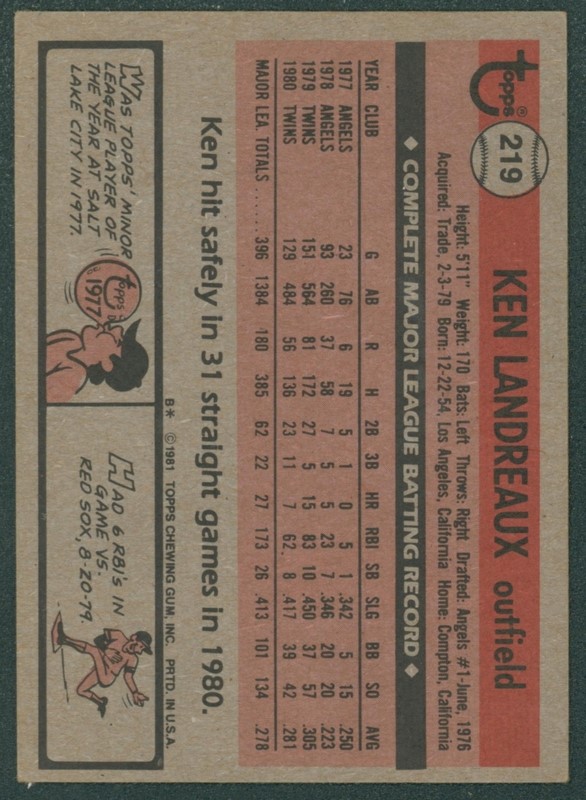 Topps®
219
KEN LANDREAUX outfield
Height: 5'11" Weight: 170 Bats: Left Throws: Right Drafted: Angels #1-June, 1976
Acquired: Trade, 2-3-79 Born: 12-22-54, Los Angeles, California Home: Compton, California
◆ COMPLETE MAJOR LEAGUE BATTING RECORD ◆
YEAR CLUB G AB R H 2B 3B HR RBI SB SLG BB SO AVG
1977 ANGELS 23 76 6 19 5 1 0 5 1 .342 5 15 .250
1978 ANGELS 93 260 37 58 7 5 5 23 7 .346 20 20 .223
1979 TWINS 151 564 81 172 27 5 15 83 10 .450 37 57 .305
1980 TWINS 129 484 56 136 23 11 7 62 8 .417 39 42 .281
MAJOR LEA. TOTALS ...... 396 1384 180 385 62 22 27 173 26 .413 101 134 .278
Ken hit safely in 31 straight games in 1980.
B* ©1981 TOPPS CHEWING GUM, INC. PRTD. IN U.S.A.
WAS TOPPS' MINOR
LEAGUE PLAYER OF
THE YEAR AT SALT
LAKE CITY IN 1977.
Topps
1977
HAD 6 RBI'S IN
GAME VS.
RED SOX, 8-20-79.